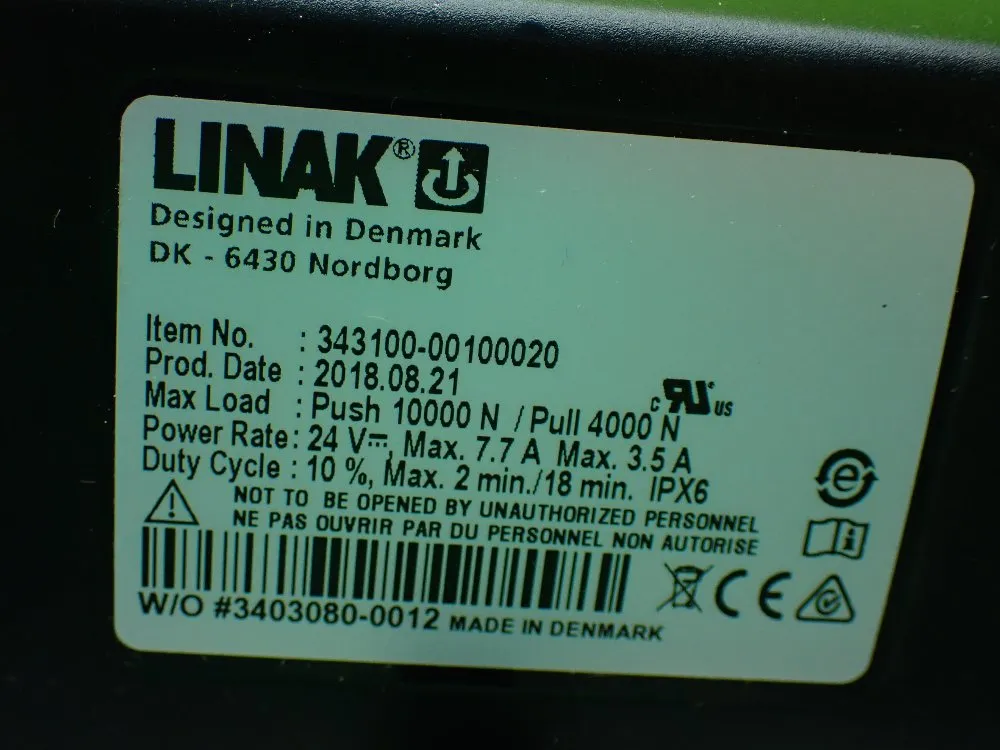 LINAK®
Designed in Denmark
DK - 6430 Nordborg
Item No. : 343100-00100020
Prod. Date : 2018.08.21
Max Load : Push 10000 N / Pull 4000 N
c RU us
Power Rate: 24 V⎓, Max. 7.7 A Max. 3.5 A
Duty Cycle : 10 %, Max. 2 min./18 min. IPX6
NOT TO BE OPENED BY UNAUTHORIZED PERSONNEL
NE PAS OUVRIR PAR DU PERSONNEL NON AUTORISE
W/O #3403080-0012 MADE IN DENMARK
CE